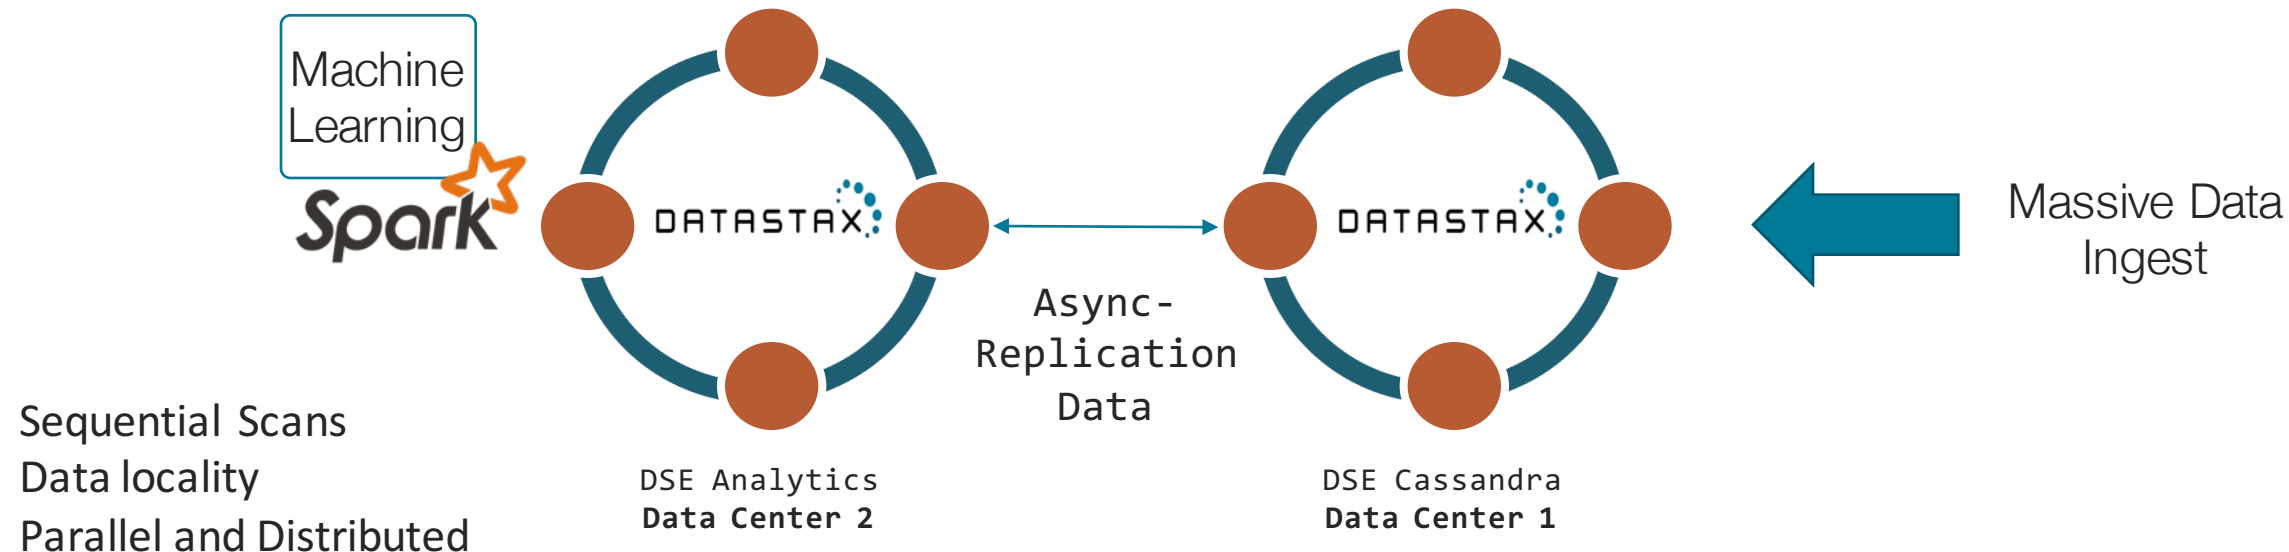 Machine
Learning
Spark
DATASTAX
DATASTAX
Massive Data
Ingest
Async-
Replication
Data
Sequential Scans
Data locality
Parallel and Distributed
DSE Analytics
Data Center 2
DSE Cassandra
Data Center 1